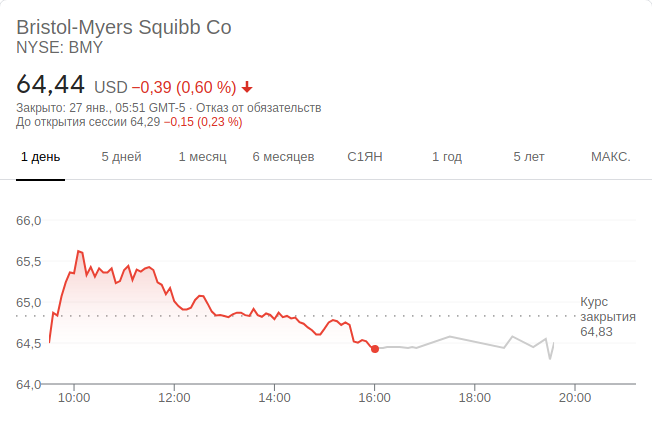 Bristol-Myers Squibb Co
NYSE: BMY
64,44 USD −0,39 (0,60 %)
Закрыто: 27 янв., 05:51 GMT-5 · Отказ от обязательств
До открытия сессии 64,29 −0,15 (0,23 %)
1 день 5 дней 1 месяц 6 месяцев С1ЯН 1 год 5 лет МАКС.
66,0
65,5
65,0
64,5
64,0
Курс
закрытия
64,83
10:00 12:00 14:00 16:00 18:00 20:00